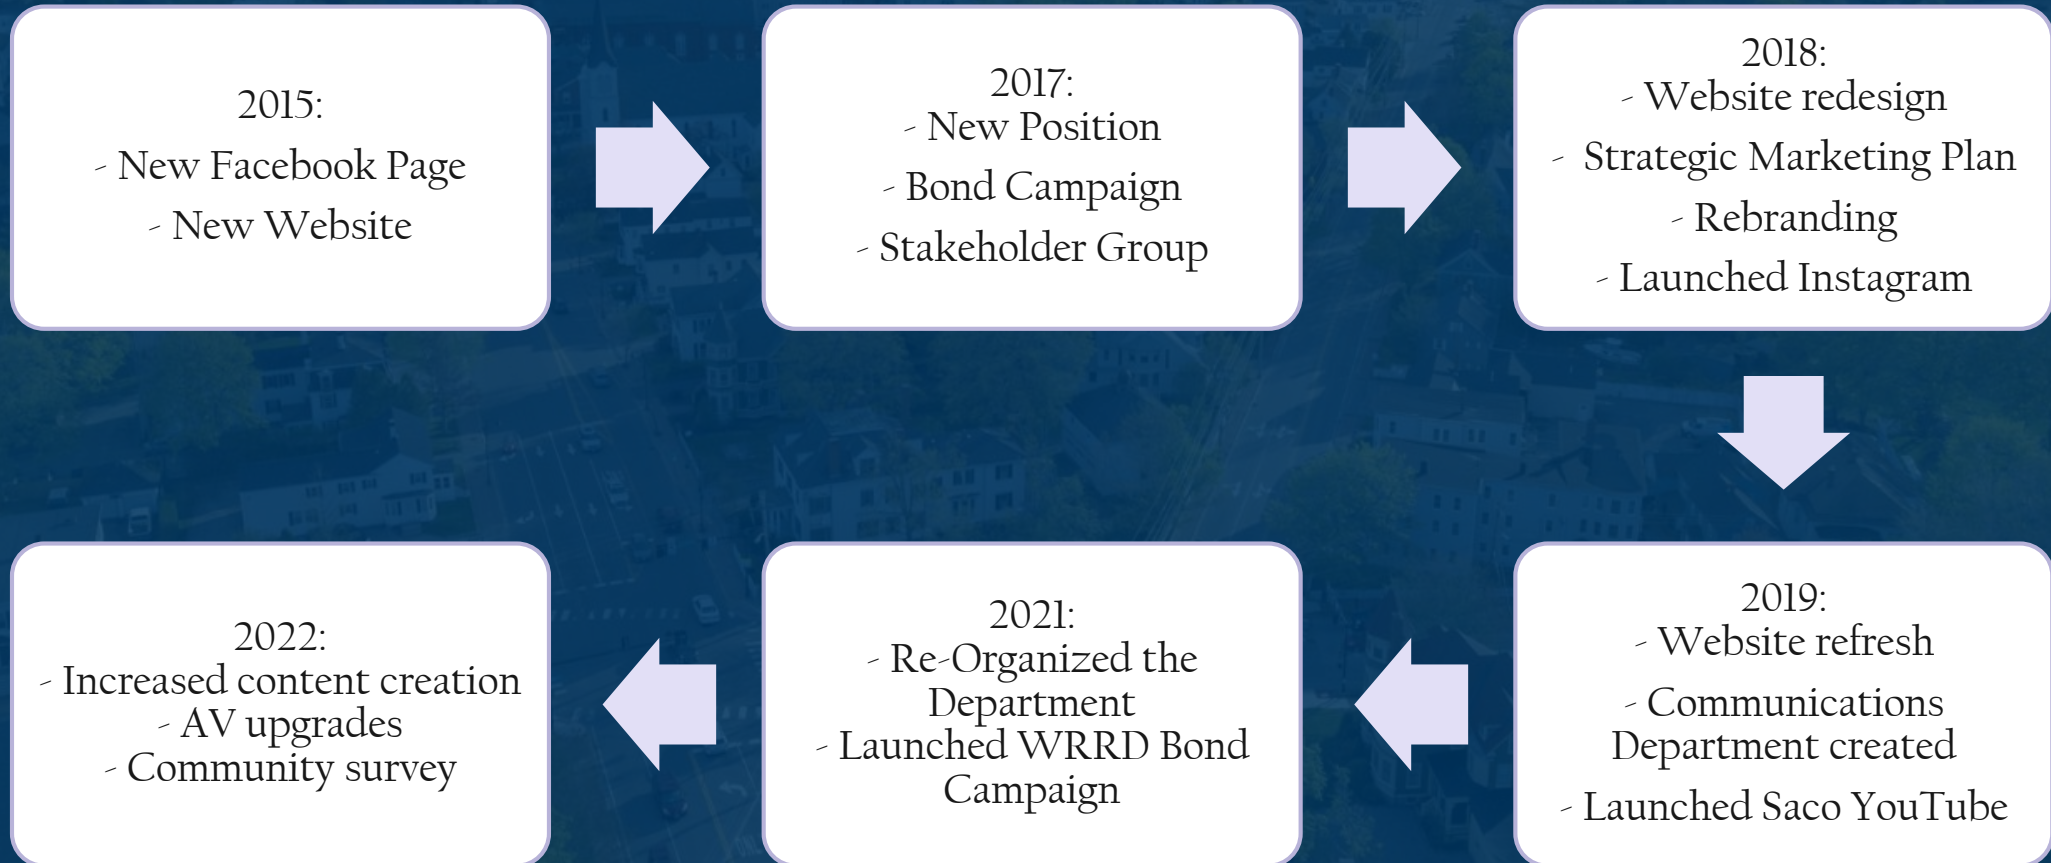 2015:
- New Facebook Page
- New Website
2017:
- New Position
- Bond Campaign
- Stakeholder Group
2018:
- Website redesign
- Strategic Marketing Plan
- Rebranding
- Launched Instagram
2019:
- Website refresh
- Communications
Department created
- Launched Saco YouTube
2021:
- Re-Organized the
Department
- Launched WRRD Bond
Campaign
2022:
- Increased content creation
- AV upgrades
- Community survey